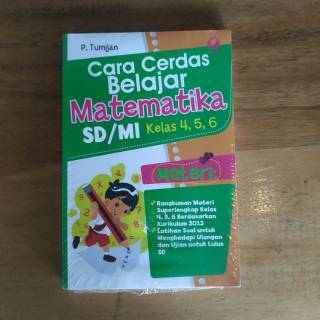 P. Tumijan
Cara Cerdas
Belajar
Matematika
SD/MI Kelas 4, 5, 6
Materi:
Rangkuman Materi
Superlengkap Kelas
4, 5, 6 Berdasarkan
Kurikulum 2013
Latihan Soal untuk
Menghadapi Ulangan
dan Ujian untuk Lulus
SD